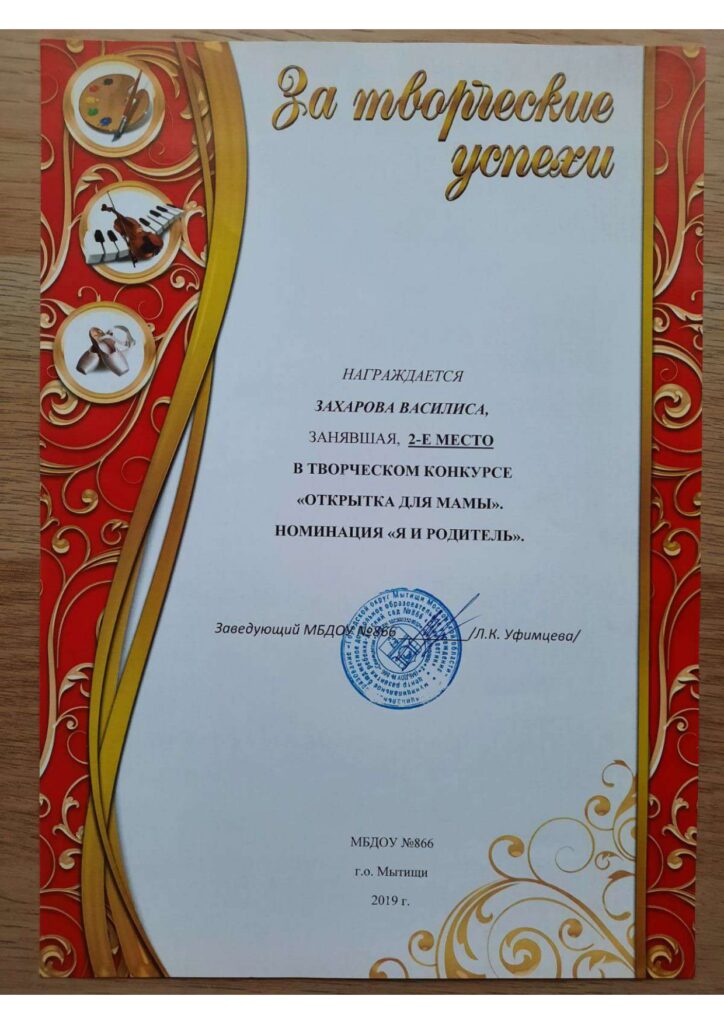 За творческие
успехи
НАГРАЖДАЕТСЯ
ЗАХАРОВА ВАСИЛИСА,
ЗАНЯВШАЯ, 2-Е МЕСТО
В ТВОРЧЕСКОМ КОНКУРСЕ
«ОТКРЫТКА ДЛЯ МАМЫ».
НОМИНАЦИЯ «Я И РОДИТЕЛЬ».
Заведующий МБДОУ №866 /Л.К. Уфимцева/
МБДОУ №866
г.о. Мытищи
2019 г.